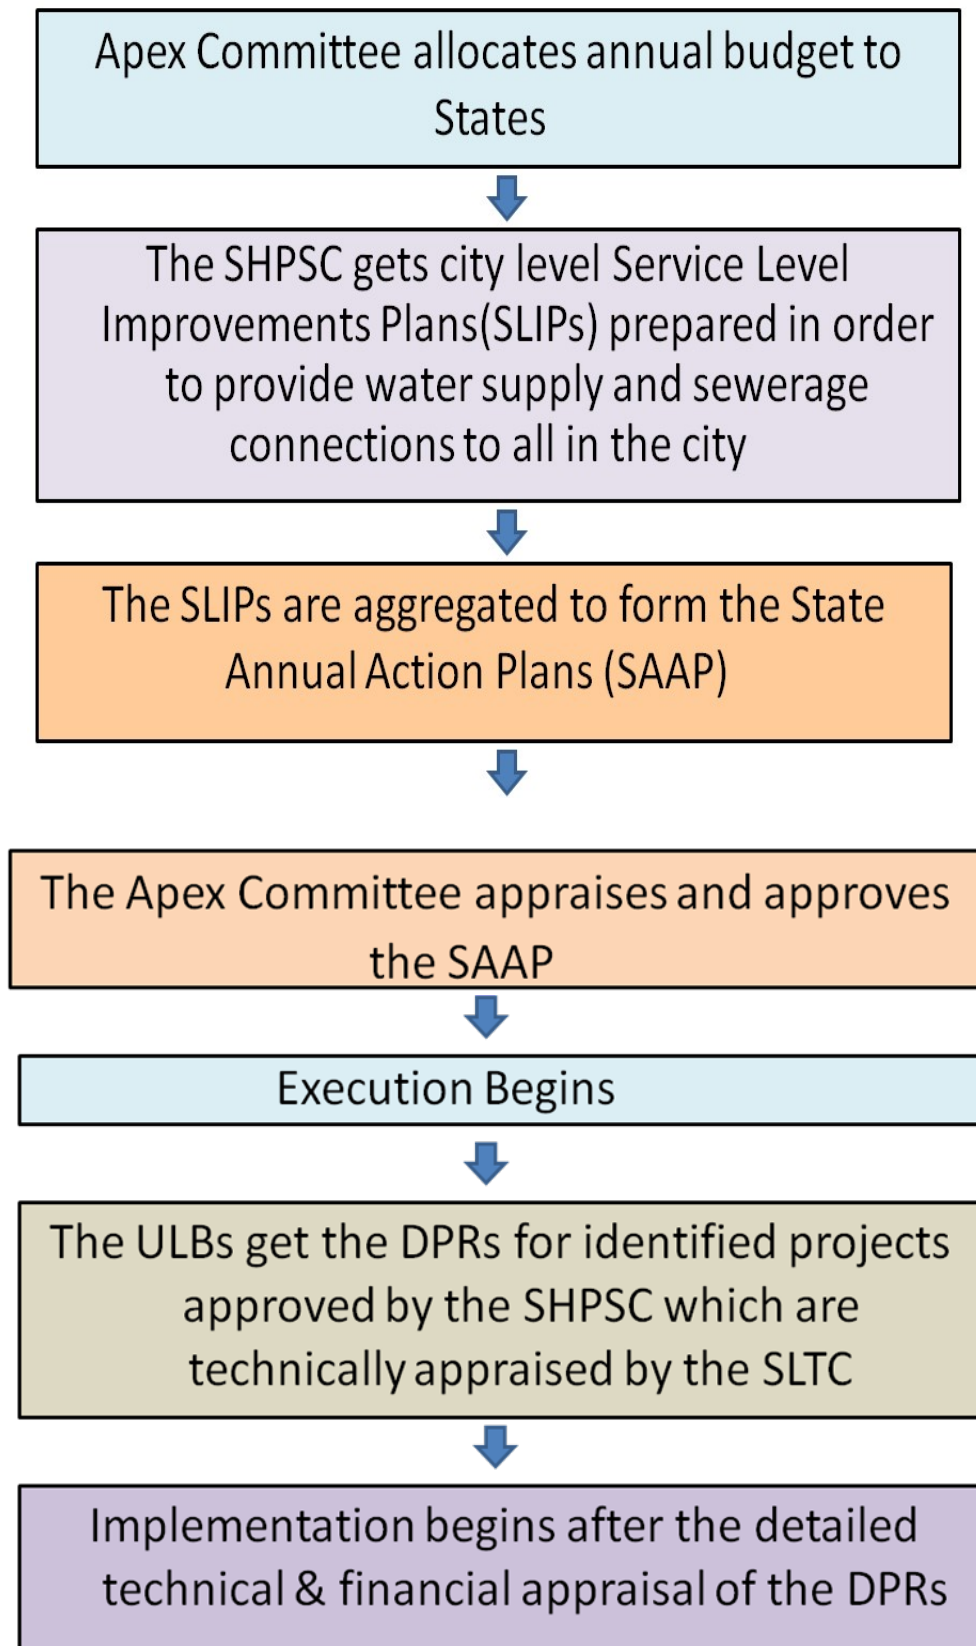 Apex Committee allocates annual budget to
States
The SHPSC gets city level Service Level
Improvements Plans(SLIPs) prepared in order
to provide water supply and sewerage
connections to all in the city
The SLIPs are aggregated to form the State
Annual Action Plans (SAAP)
The Apex Committee appraises and approves
the SAAP
Execution Begins
The ULBs get the DPRs for identified projects
approved by the SHPSC which are
technically appraised by the SLTC
Implementation begins after the detailed
technical & financial appraisal of the DPRs